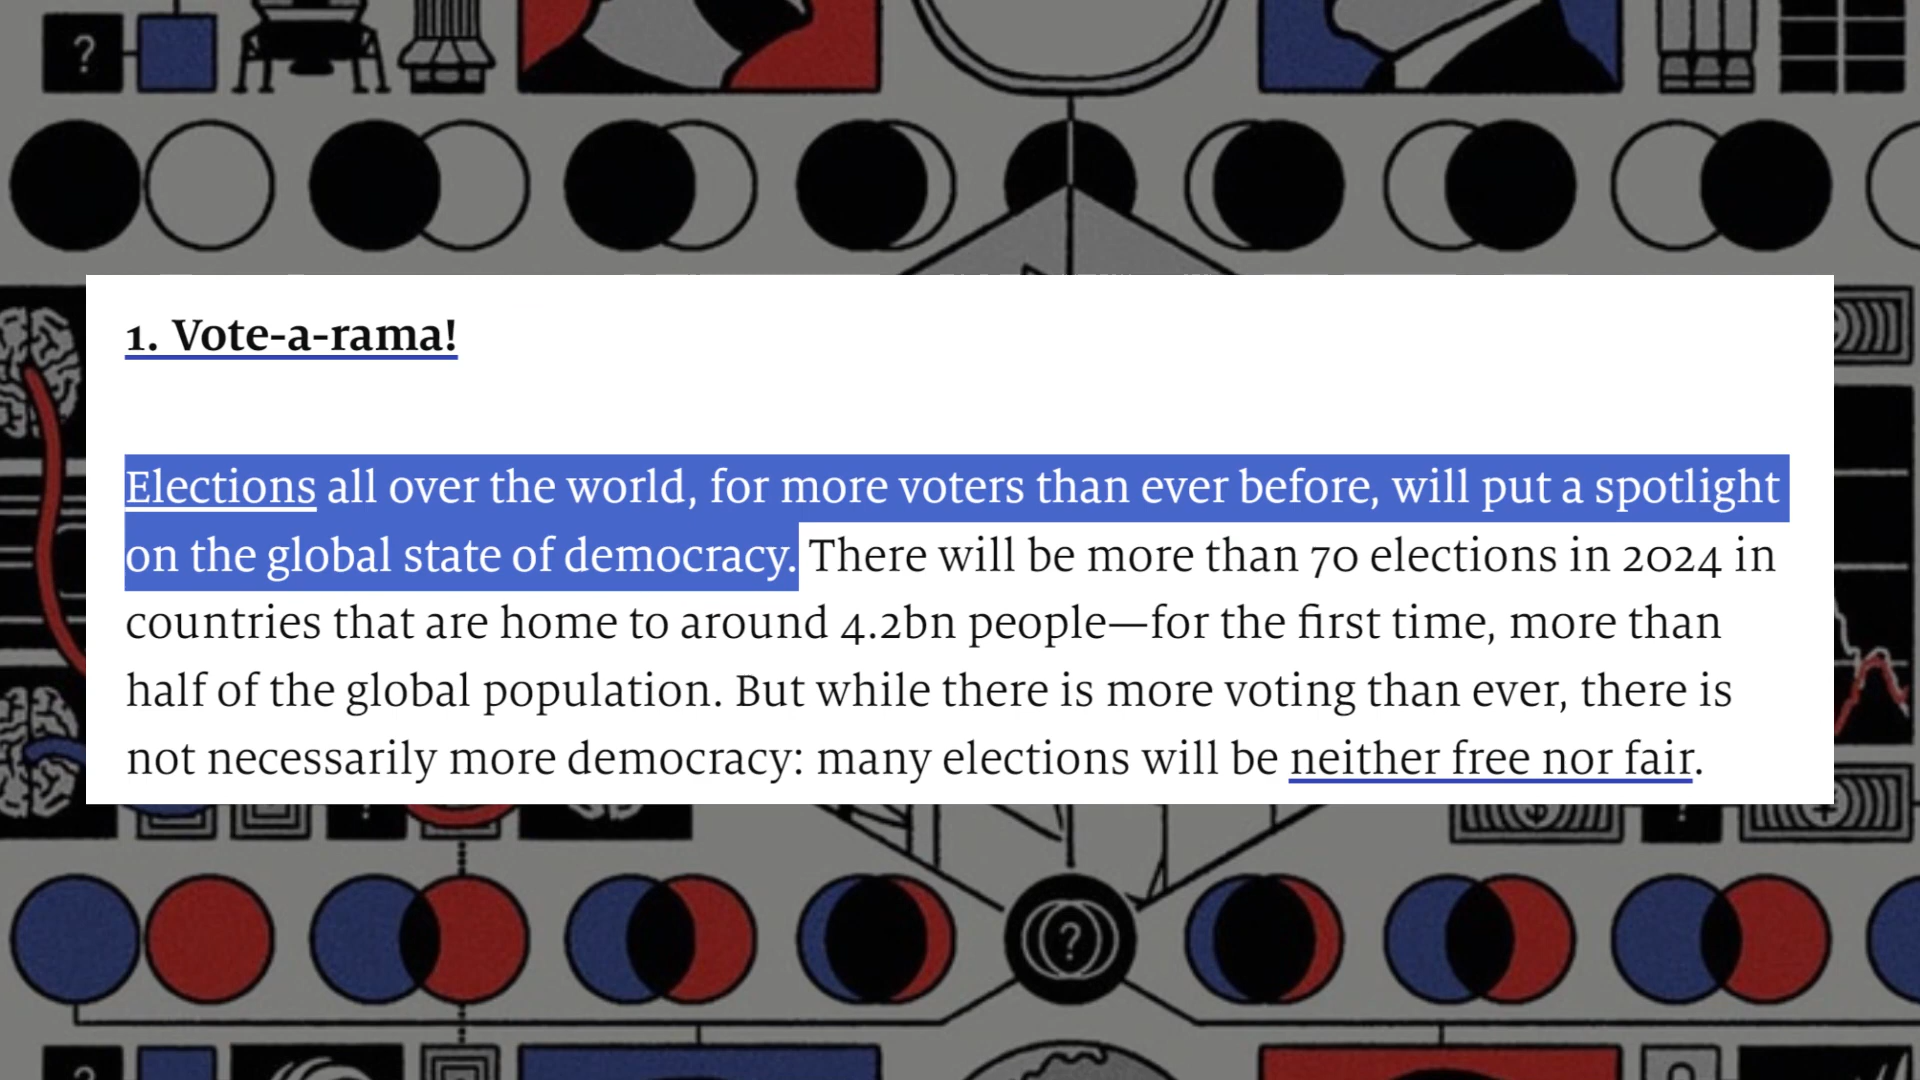 ?
1. Vote-a-rama!
Elections all over the world, for more voters than ever before, will put a spotlight
on the global state of democracy. There will be more than 70 elections in 2024 in
countries that are home to around 4.2bn people—for the first time, more than
half of the global population. But while there is more voting than ever, there is
not necessarily more democracy: many elections will be neither free nor fair.
?